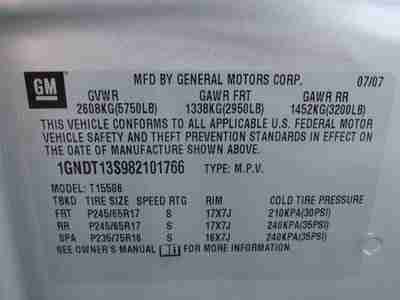 MFD BY GENERAL MOTORS CORP. 07/07
GM
GVWR GAWR FRT GAWR RR
2608KG(5750LB) 1338KG(2950LB) 1452KG(3200LB)
THIS VEHICLE CONFORMS TO ALL APPLICABLE U.S. FEDERAL MOTOR
VEHICLE SAFETY AND THEFT PREVENTION STANDARDS IN EFFECT ON
THE DATE OF MANUFACTURE SHOWN ABOVE.
1GNDT13S982101766 TYPE: M.P.V.
MODEL: T15506
TIRE SIZE SPEED RTG RIM COLD TIRE PRESSURE
FRT P245/65R17 S 17X7J 210KPA(30PSI)
RR P245/65R17 S 17X7J 240KPA(35PSI)
SPA P235/75R16 S 16X7J 240KPA(35PSI)
SEE OWNER'S MANUAL FOR MORE INFORMATION.